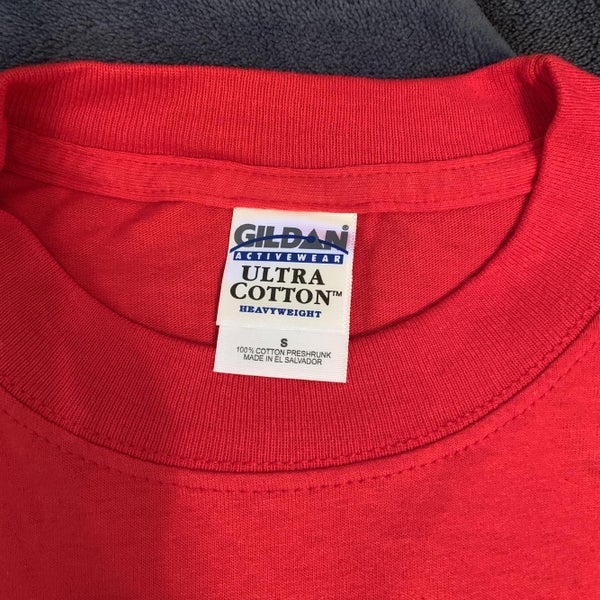 GILDAN®
ACTIVEWEAR
ULTRA
COTTON™
HEAVYWEIGHT
S
100% COTTON PRESHRUNK
MADE IN EL SALVADOR